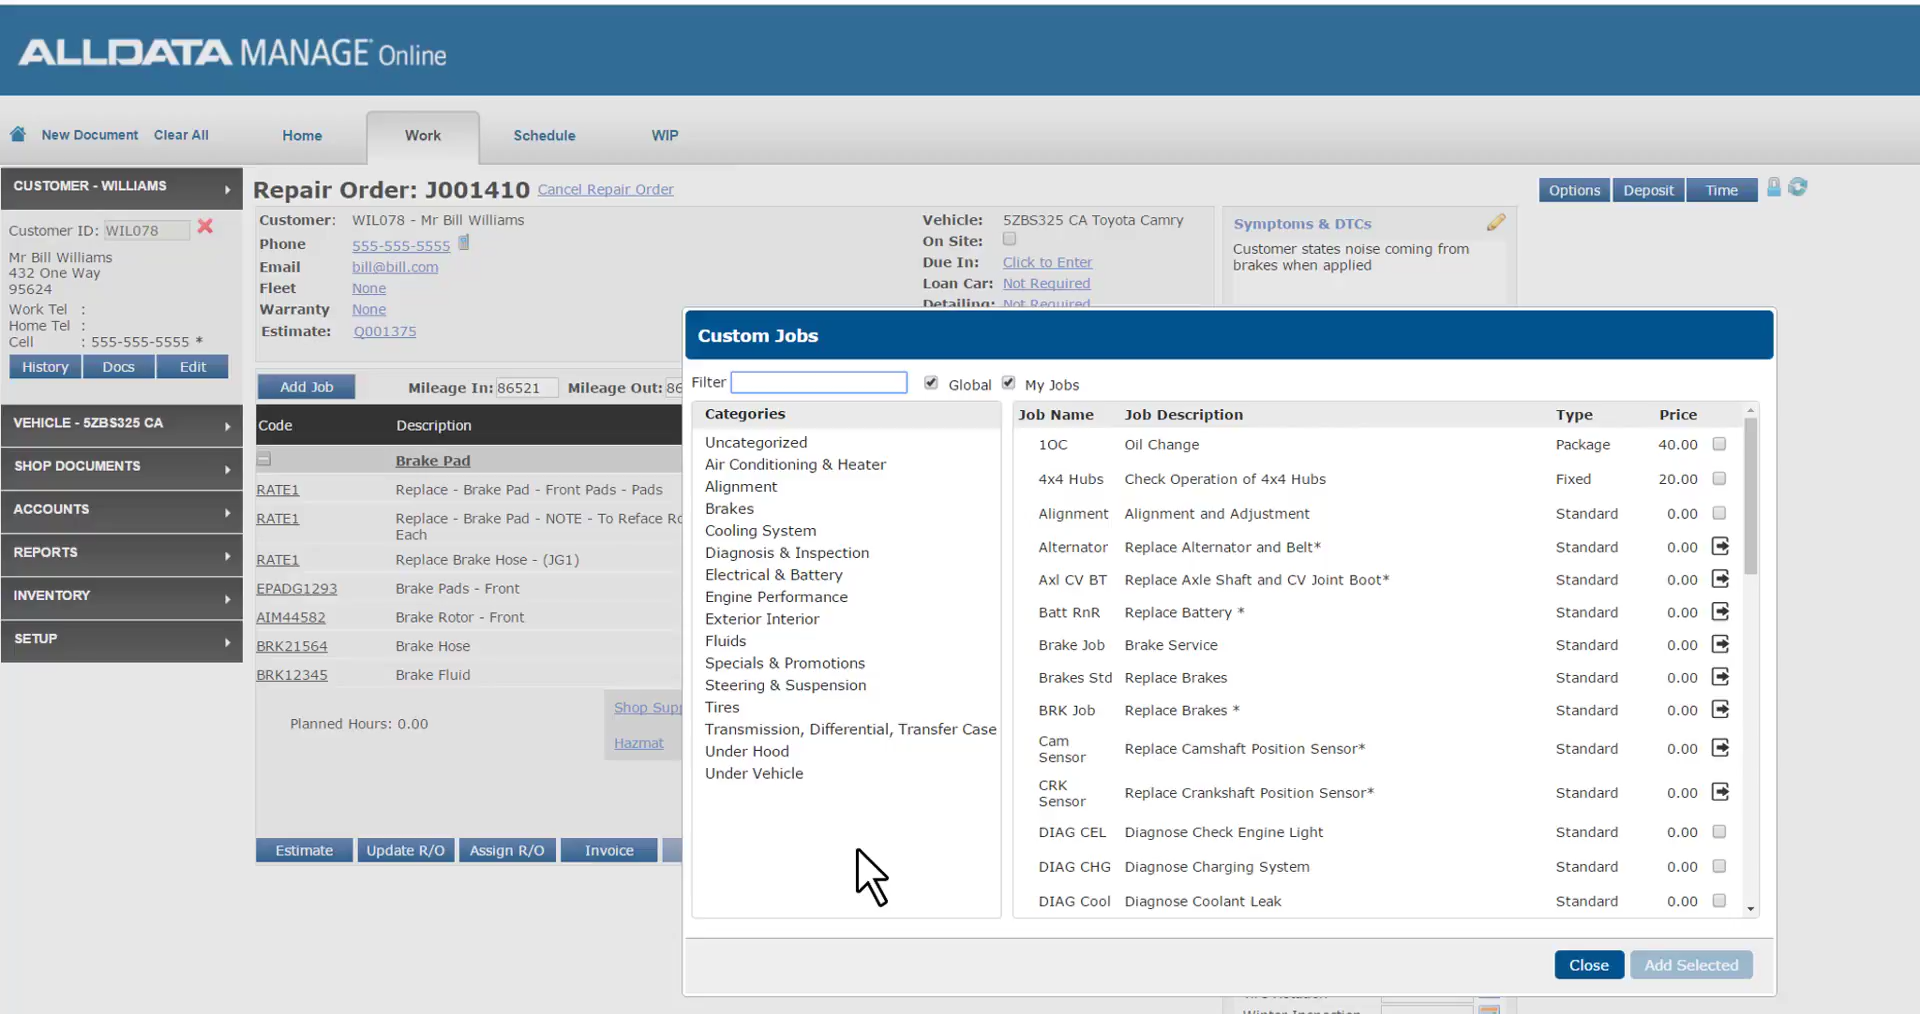 ALLDATA MANAGE Online
New Document Clear All Home Work Schedule WIP
CUSTOMER - WILLIAMS
Customer ID: WIL078
Mr Bill Williams
432 One Way
95624
Work Tel :
Home Tel :
Cell : 555-555-5555 *
History Docs Edit
VEHICLE - 5ZBS325 CA
SHOP DOCUMENTS
ACCOUNTS
REPORTS
INVENTORY
SETUP
Repair Order: J001410 Cancel Repair Order
Options Deposit Time
Customer: WIL078 - Mr Bill Williams
Phone 555-555-5555
Email bill@bill.com
Fleet None
Warranty None
Estimate: Q001375
Vehicle: 5ZBS325 CA Toyota Camry
On Site:
Due In: Click to Enter
Loan Car: Not Required
Detailing: Not Required
Symptoms & DTCs
Customer states noise coming from
brakes when applied
Add Job Mileage In: 86521 Mileage Out: 86
Code Description
Brake Pad
RATE1 Replace - Brake Pad - Front Pads - Pads
RATE1 Replace - Brake Pad - NOTE - To Reface Ro
Each
RATE1 Replace Brake Hose - (JG1)
EPADG1293 Brake Pads - Front
AIM44582 Brake Rotor - Front
BRK21564 Brake Hose
BRK12345 Brake Fluid
Planned Hours: 0.00
Shop Supp
Hazmat
Estimate Update R/O Assign R/O Invoice
Custom Jobs
Filter Global My Jobs
Categories
Uncategorized
Air Conditioning & Heater
Alignment
Brakes
Cooling System
Diagnosis & Inspection
Electrical & Battery
Engine Performance
Exterior Interior
Fluids
Specials & Promotions
Steering & Suspension
Tires
Transmission, Differential, Transfer Case
Under Hood
Under Vehicle
Job Name Job Description Type Price
1OC Oil Change Package 40.00
4x4 Hubs Check Operation of 4x4 Hubs Fixed 20.00
Alignment Alignment and Adjustment Standard 0.00
Alternator Replace Alternator and Belt* Standard 0.00
Axl CV BT Replace Axle Shaft and CV Joint Boot* Standard 0.00
Batt RnR Replace Battery * Standard 0.00
Brake Job Brake Service Standard 0.00
Brakes Std Replace Brakes Standard 0.00
BRK Job Replace Brakes * Standard 0.00
Cam
Sensor Replace Camshaft Position Sensor* Standard 0.00
CRK
Sensor Replace Crankshaft Position Sensor* Standard 0.00
DIAG CEL Diagnose Check Engine Light Standard 0.00
DIAG CHG Diagnose Charging System Standard 0.00
DIAG Cool Diagnose Coolant Leak Standard 0.00
Close Add Selected